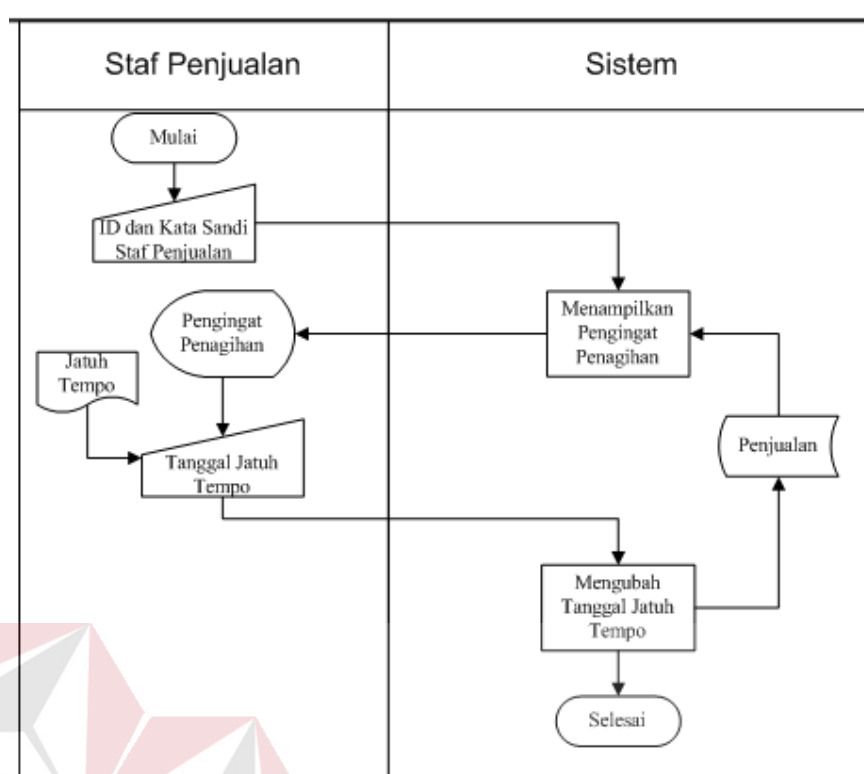 Staf Penjualan
Sistem
Mulai
ID dan Kata Sandi
Staf Penjualan
Menampilkan
Pengingat
Penagihan
Pengingat
Penagihan
Jatuh
Tempo
Penjualan
Tanggal Jatuh
Tempo
Mengubah
Tanggal Jatuh
Tempo
Selesai